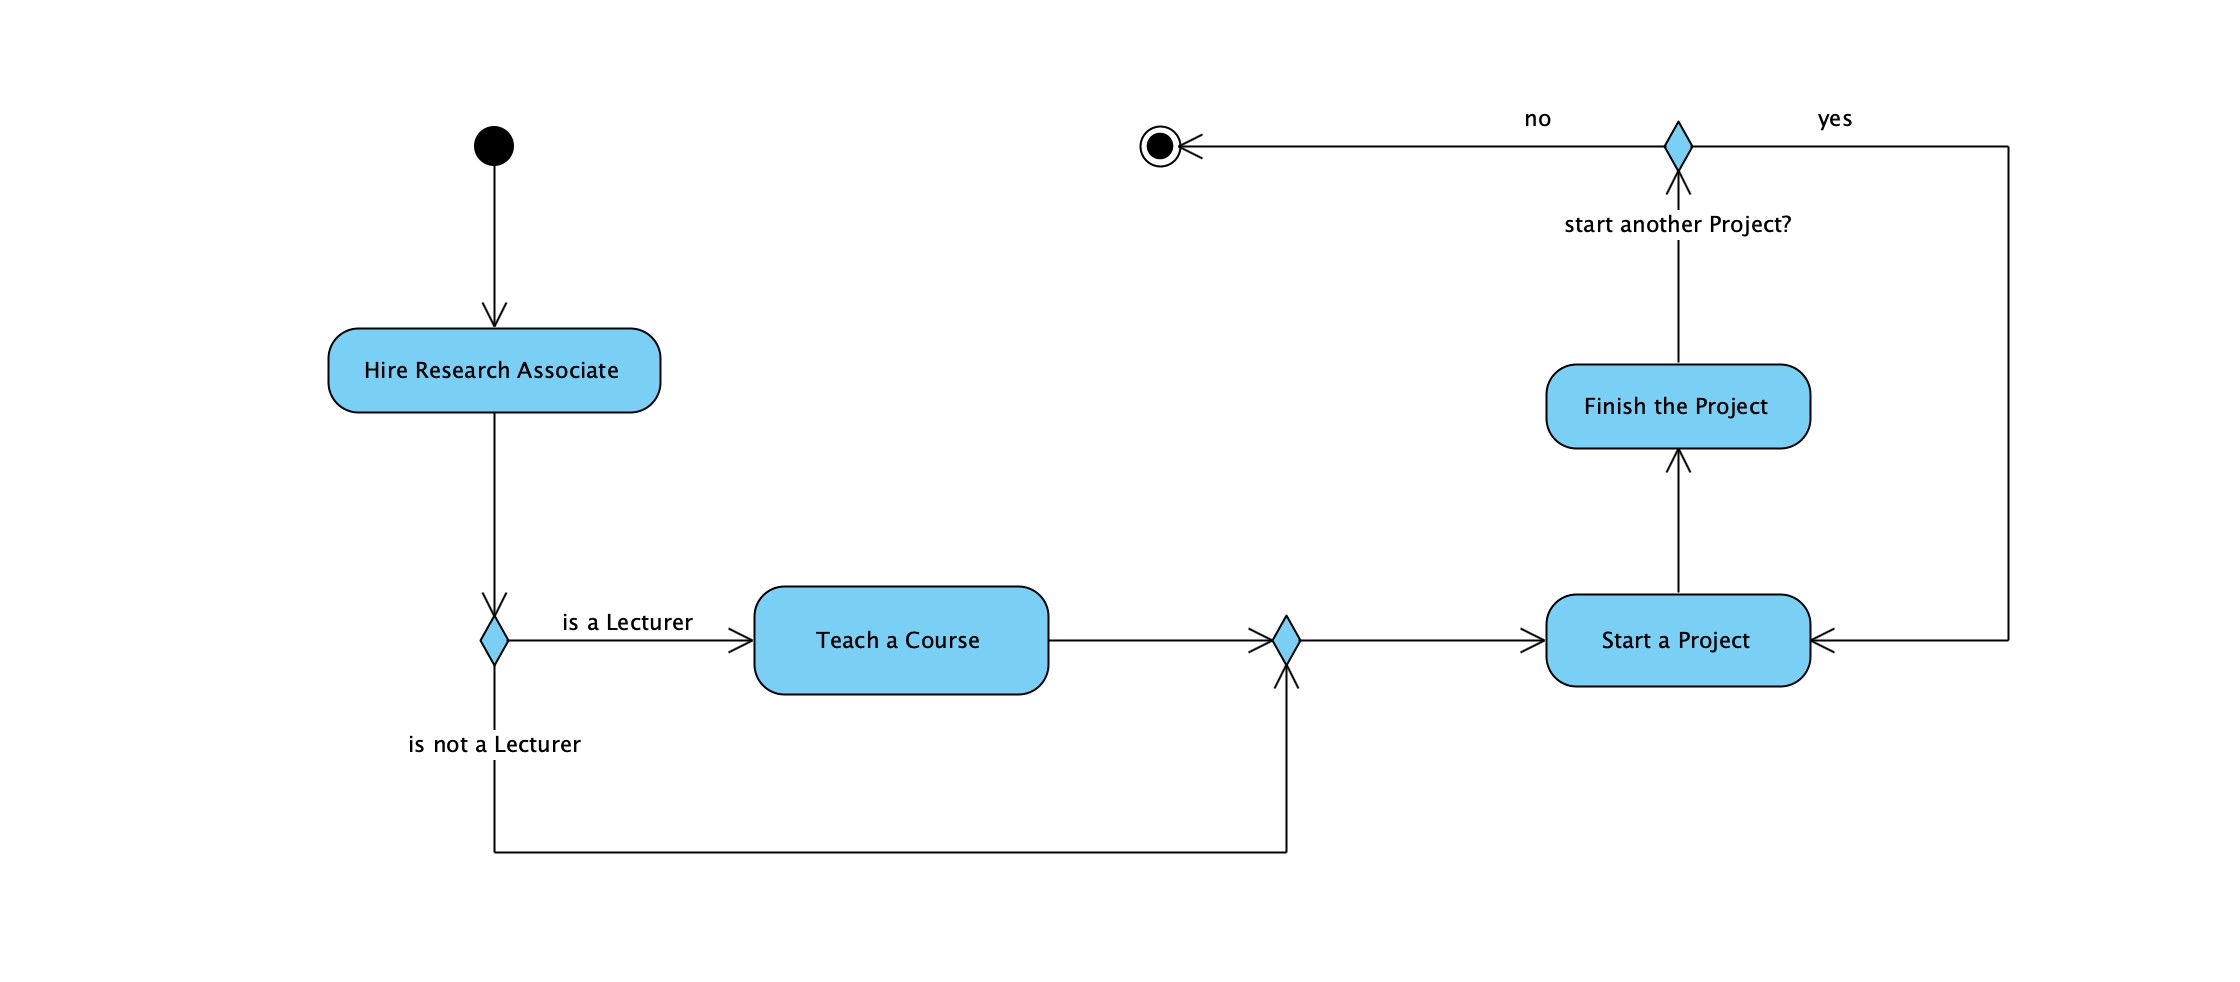 no
yes
start another Project?
Hire Research Associate
Finish the Project
is a Lecturer
Teach a Course
Start a Project
is not a Lecturer